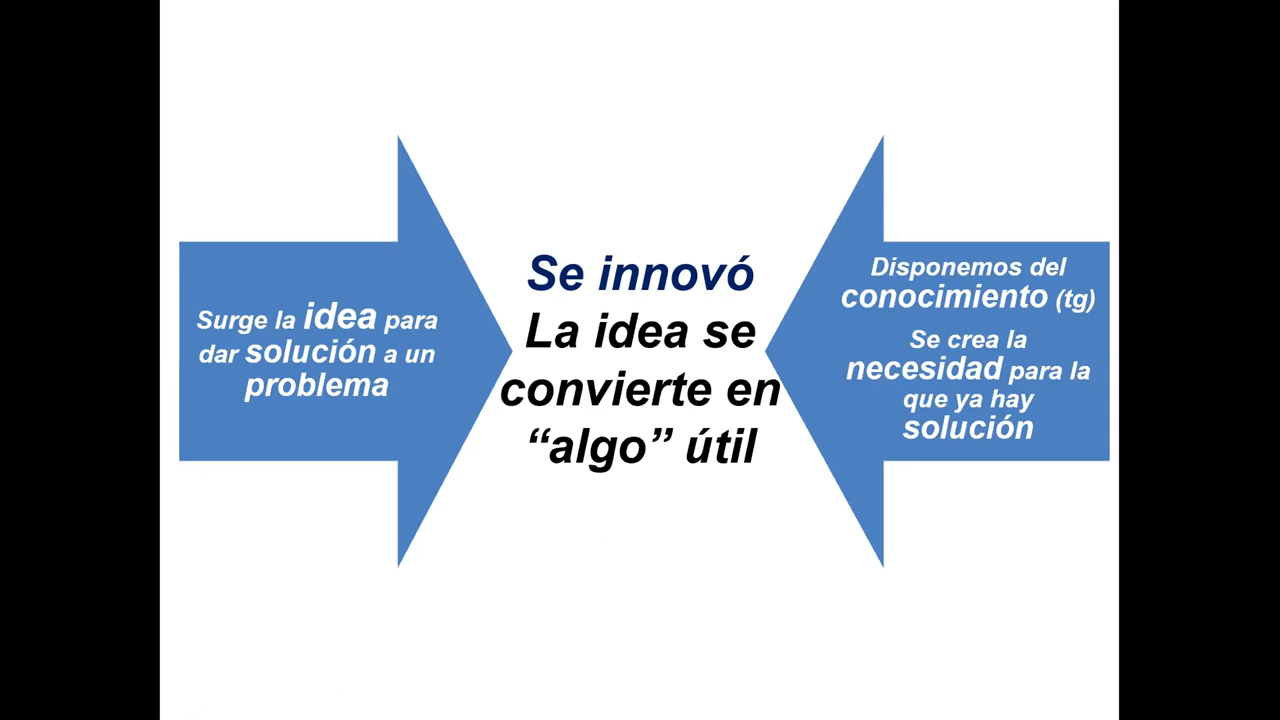 Surge la idea para
dar solución a un
problema
Se innovó
La idea se
convierte en
“algo” útil
Disponemos del
conocimiento (tg)
Se crea la
necesidad para la
que ya hay
solución